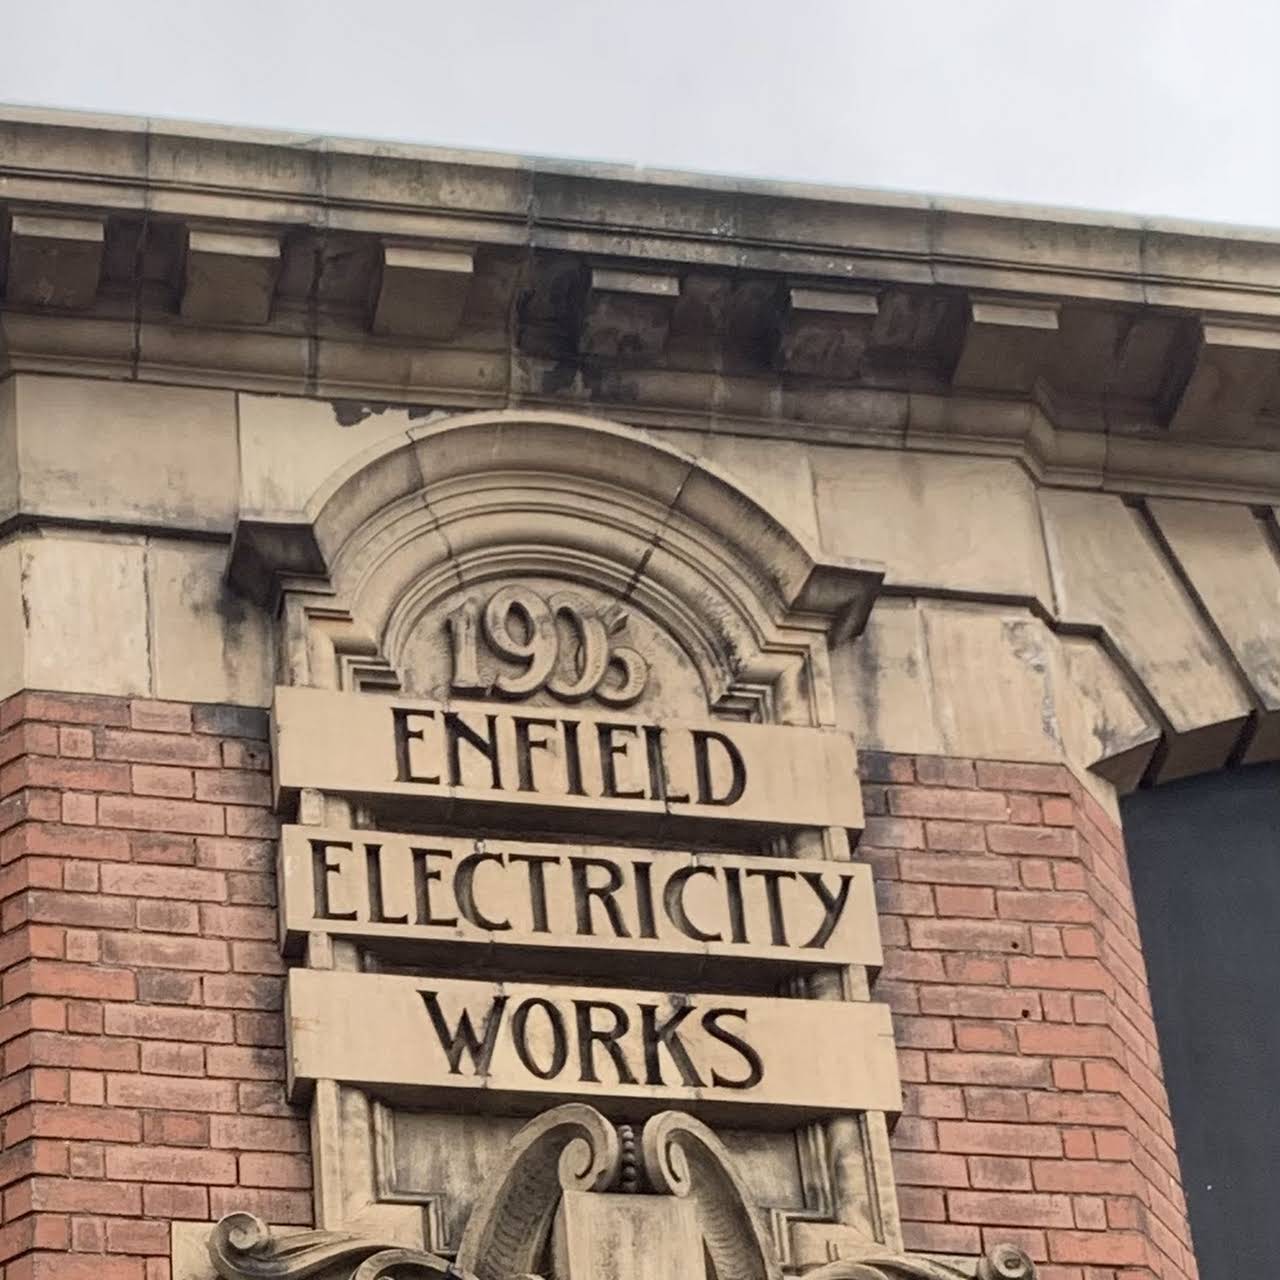 1905
ENFIELD
ELECTRICITY
WORKS